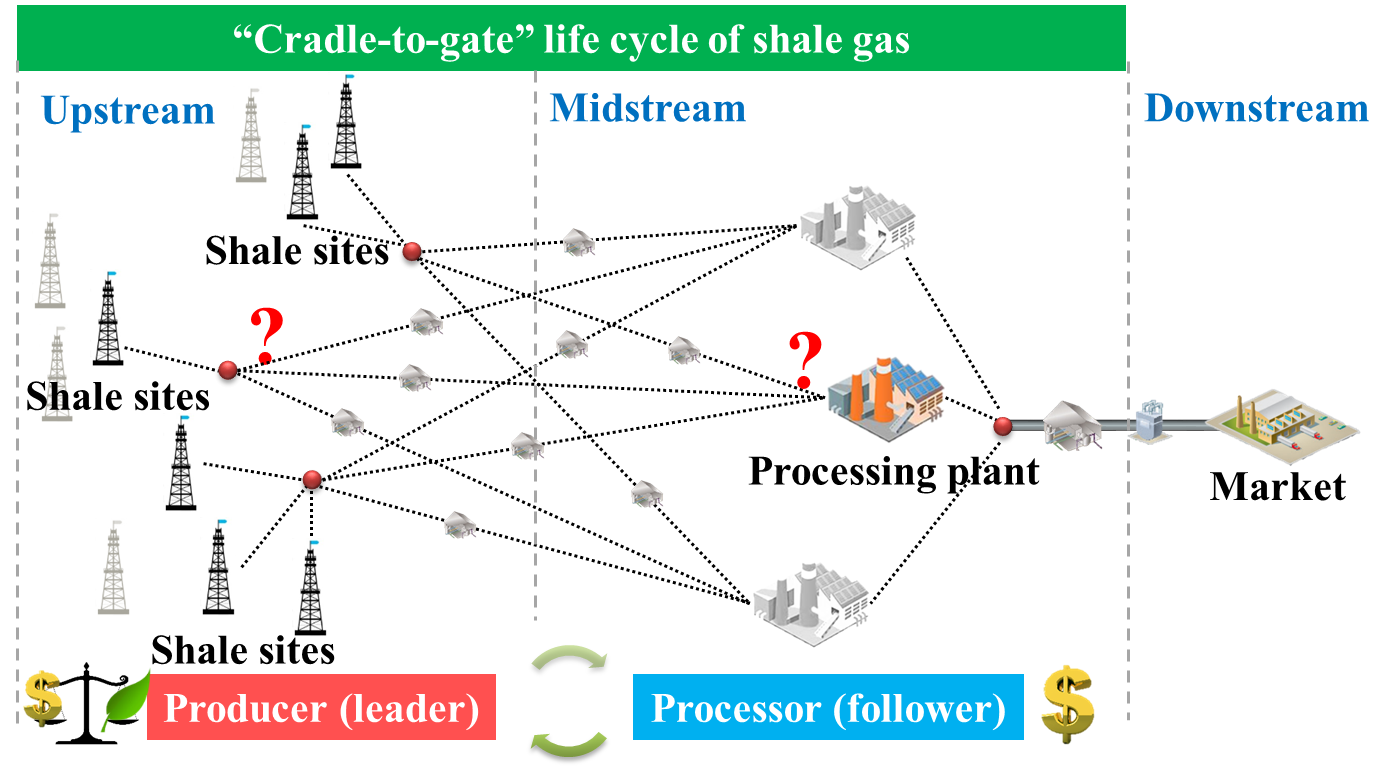 “Cradle-to-gate” life cycle of shale gas
Upstream
Midstream
Downstream
Shale sites
?
?
Shale sites
Processing plant
Market
Shale sites
$
Producer (leader)
Processor (follower)
$